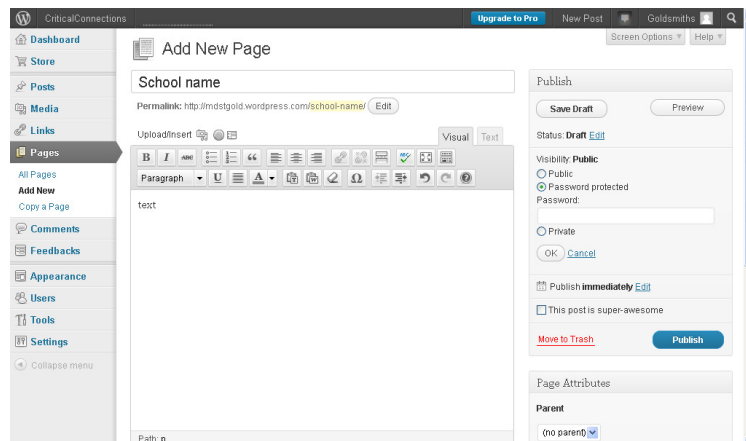 CriticalConnections
Upgrade to Pro
New Post
Goldsmiths
Dashboard
Store
Posts
Media
Links
Pages
All Pages
Add New
Copy a Page
Comments
Feedbacks
Appearance
Users
Tools
Settings
Collapse menu
Screen Options
Help
Add New Page
School name
Permalink: http://mdstgold.wordpress.com/school-name/ Edit
Upload/Insert
Visual
Text
B I ABC
Paragraph U A
text
Path: p
Publish
Save Draft
Preview
Status: Draft Edit
Visibility: Public
Public
Password protected
Password:
Private
OK Cancel
Publish immediately Edit
This post is super-awesome
Move to Trash
Publish
Page Attributes
Parent
(no parent)